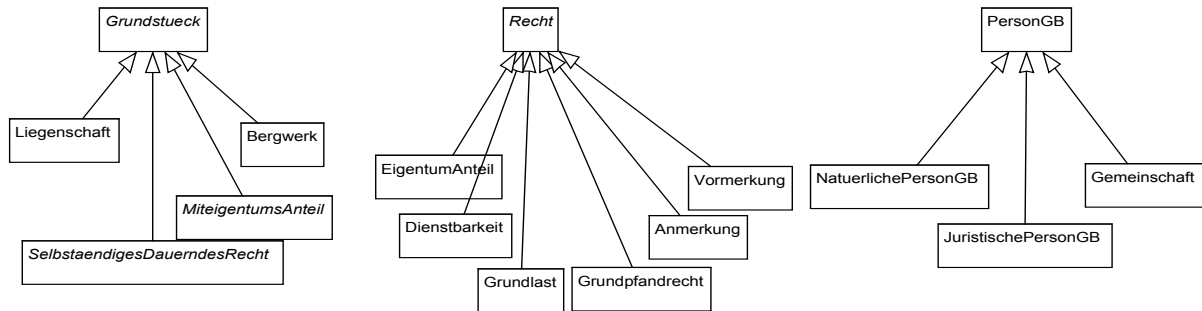 Grundstueck
Liegenschaft
Bergwerk
MiteigentumsAnteil
SelbstaendigesDauerndesRecht
Recht
EigentumAnteil
Vormerkung
Dienstbarkeit
Anmerkung
Grundlast
Grundpfandrecht
PersonGB
NatuerlichePersonGB
Gemeinschaft
JuristischePersonGB